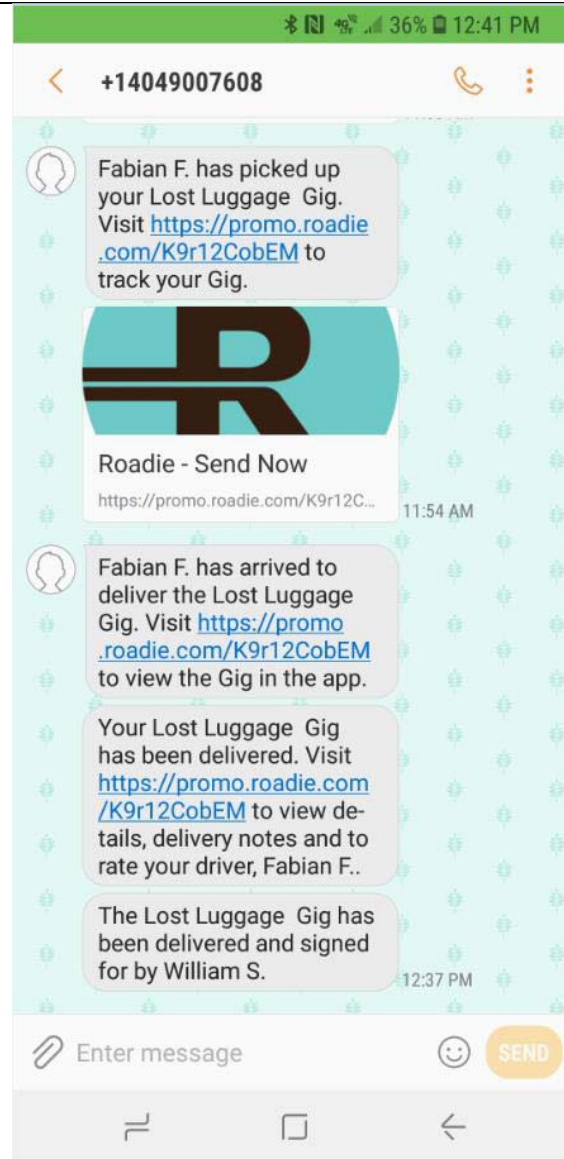 36% 12:41 PM
+14049007608
Fabian F. has picked up
your Lost Luggage  Gig.
Visit https://promo.roadie
.com/K9r12CobEM to
track your Gig.
R
Roadie - Send Now
https://promo.roadie.com/K9r12C...
11:54 AM
Fabian F. has arrived to
deliver the Lost Luggage
Gig. Visit https://promo
.roadie.com/K9r12CobEM
to view the Gig in the app.
Your Lost Luggage  Gig
has been delivered. Visit
https://promo.roadie.com
/K9r12CobEM to view de-
tails, delivery notes and to
rate your driver, Fabian F..
The Lost Luggage  Gig has
been delivered and signed
for by William S.
12:37 PM
Enter message
SEND